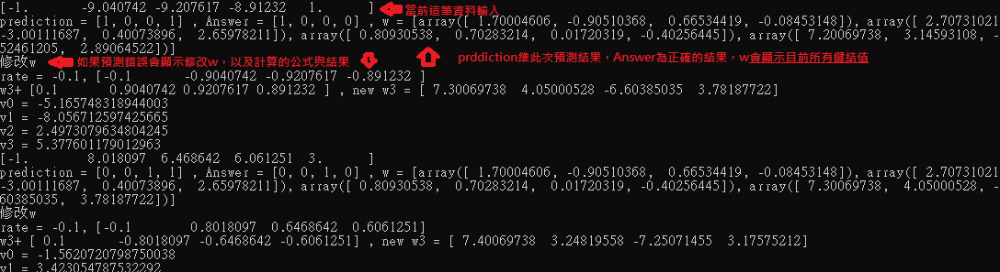 [-1.       -9.040742 -9.207617 -8.91232   1.      ] 當前這筆資料輸入
prediction = [1, 0, 0, 1] , Answer = [1, 0, 0, 0] , w = [array([ 1.70004606, -0.90510368,  0.66534419, -0.08453148]), array([ 2.70731021,
-3.00111687,  0.40073896,  2.65978211]), array([ 0.80930538,  0.70283214,  0.01720319, -0.40256445]), array([ 7.20069738,  3.14593108, -
52461205,  2.89064522])]
prddiction維此次預測結果，Answer為正確的結果，w會顯示目前所有鍵結值
修改w 如果預測錯誤會顯示修改w，以及計算的公式與結果
rate = -0.1, [-0.1       -0.9040742 -0.9207617 -0.891232 ]
w3+ [0.1       0.9040742 0.9207617 0.891232 ] , new w3 = [ 7.30069738  4.05000528 -6.60385035  3.78187722]
v0 = -5.165748318944003
v1 = -8.056712597425665
v2 = 2.4973079634804245
v3 = 5.377601179012963
[-1.        8.018097  6.468642  6.061251  3.      ]
prediction = [0, 0, 1, 1] , Answer = [0, 0, 1, 0] , w = [array([ 1.70004606, -0.90510368,  0.66534419, -0.08453148]), array([ 2.70731021,
-3.00111687,  0.40073896,  2.65978211]), array([ 0.80930538,  0.70283214,  0.01720319, -0.40256445]), array([ 7.30069738,  4.05000528, -
60385035,  3.78187722])]
修改w
rate = -0.1, [-0.1        0.8018097  0.6468642  0.6061251]
w3+ [ 0.1       -0.8018097 -0.6468642 -0.6061251] , new w3 = [ 7.40069738  3.24819558 -7.25071455  3.17575212]
v0 = -1.5620720798750038
v1 = 3.423054787532292